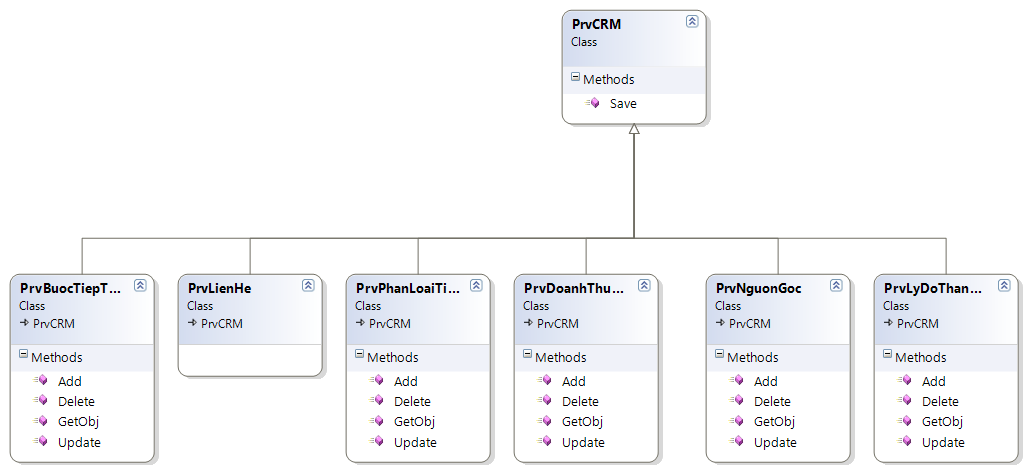 PrvCRM
Class
Methods
Save
PrvBuocTiepT...
Class
PrvCRM
Methods
Add
Delete
GetObj
Update
PrvLienHe
Class
PrvCRM
PrvPhanLoaiTi...
Class
PrvCRM
Methods
Add
Delete
GetObj
Update
PrvDoanhThu...
Class
PrvCRM
Methods
Add
Delete
GetObj
Update
PrvNguonGoc
Class
PrvCRM
Methods
Add
Delete
GetObj
Update
PrvLyDoThan...
Class
PrvCRM
Methods
Add
Delete
GetObj
Update